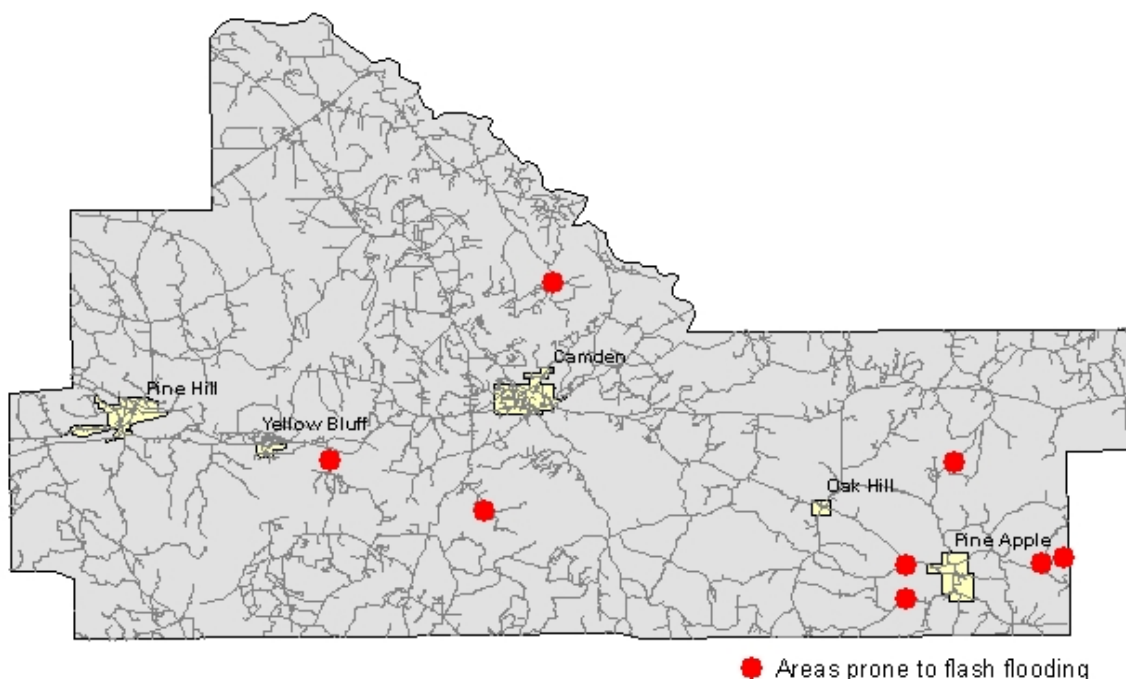 Camden
Pine Hill
Yellow Bluff
Oak Hill
Pine Apple
Areas prone to flash flooding